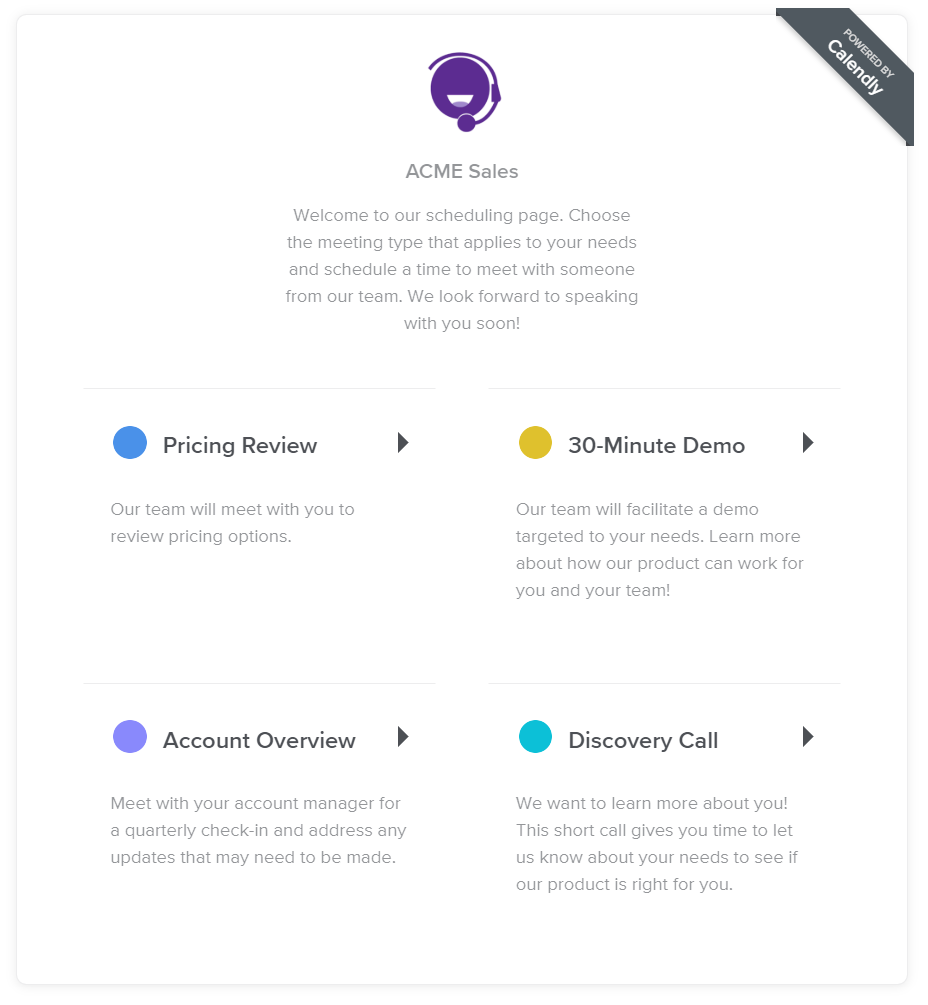 POWERED BY
Calendly
ACME Sales
Welcome to our scheduling page. Choose
the meeting type that applies to your needs
and schedule a time to meet with someone
from our team. We look forward to speaking
with you soon!
Pricing Review
Our team will meet with you to
review pricing options.
30-Minute Demo
Our team will facilitate a demo
targeted to your needs. Learn more
about how our product can work for
you and your team!
Account Overview
Meet with your account manager for
a quarterly check-in and address any
updates that may need to be made.
Discovery Call
We want to learn more about you!
This short call gives you time to let
us know about your needs to see if
our product is right for you.